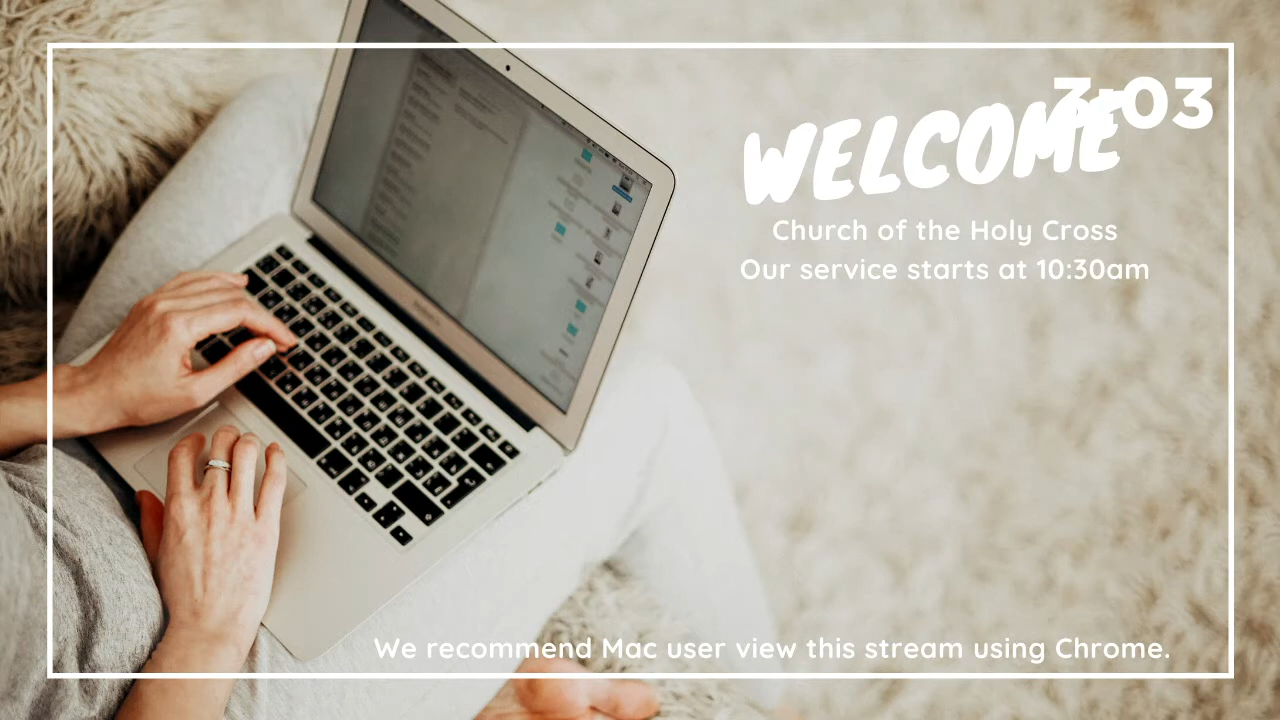 3:03
WELCOME
Church of the Holy Cross
Our service starts at 10:30am
We recommend Mac user view this stream using Chrome.